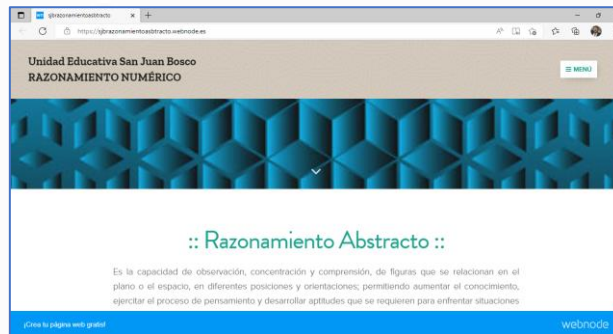 sjbrazonamientoasbtracto
https://sjbrazonamientoasbtracto.webnode.es
Unidad Educativa San Juan Bosco
RAZONAMIENTO NUMÉRICO
≡ MENÚ
:: Razonamiento Abstracto ::
Es la capacidad de observación, concentración y comprensión, de figuras que se relacionan en el
plano o el espacio, en diferentes posiciones y orientaciones; permitiendo aumentar el conocimiento,
ejercitar el proceso de pensamiento y desarrollar aptitudes que se requieren para enfrentar situaciones
¡Crea tu página web gratis!
webnode